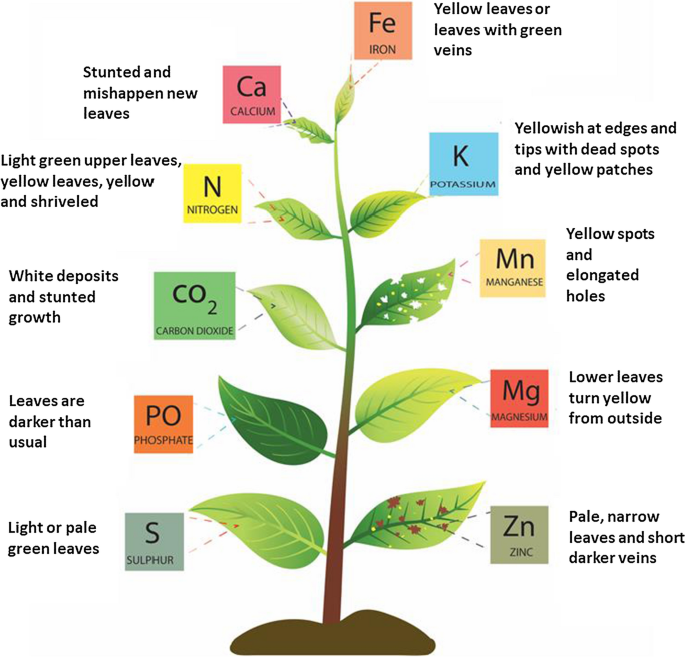 Fe
IRON
Yellow leaves or
leaves with green
veins
Stunted and
mishappen new
leaves
Ca
CALCIUM
K
POTASSIUM
Yellowish at edges and
tips with dead spots
and yellow patches
Light green upper leaves,
yellow leaves, yellow
and shriveled
N
NITROGEN
Mn
MANGANESE
Yellow spots
and
elongated
holes
White deposits
and stunted
growth
CO2
CARBON DIOXIDE
Mg
MAGNESIUM
Lower leaves
turn yellow
from outside
Leaves are
darker than
usual
PO
PHOSPHATE
Light or pale
green leaves
S
SULPHUR
Zn
ZINC
Pale, narrow
leaves and short
darker veins